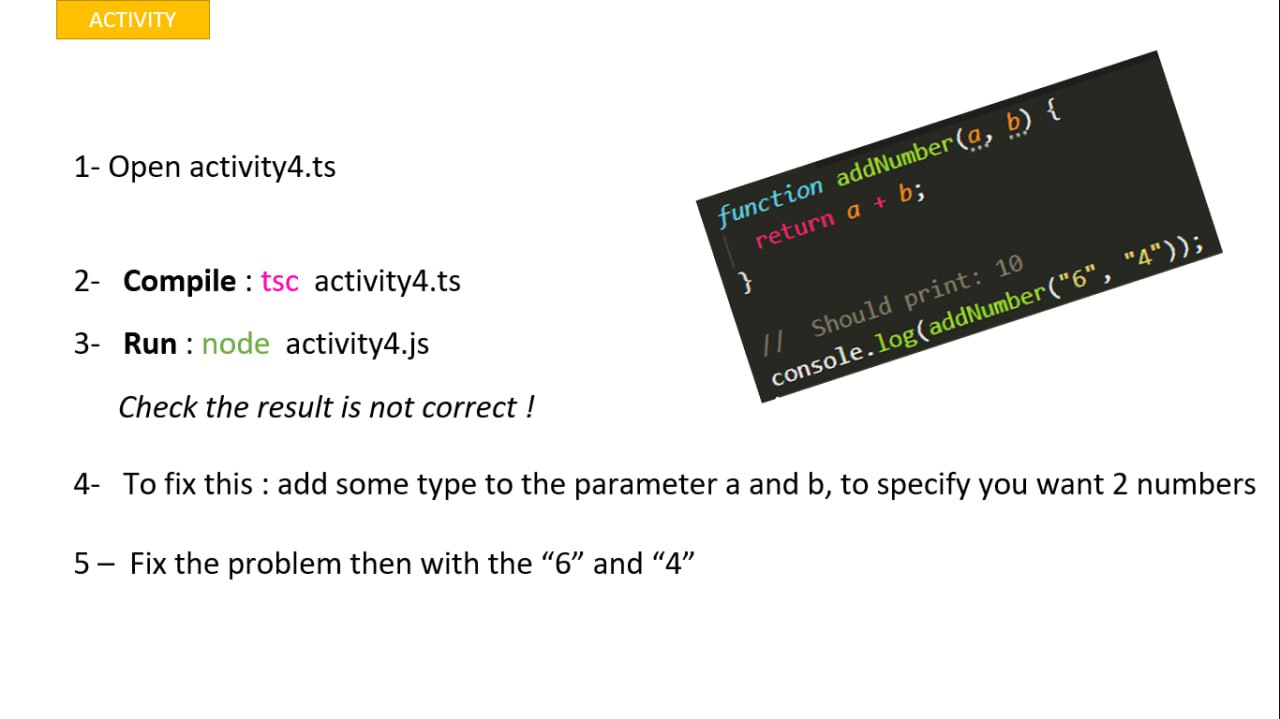 ACTIVITY
1- Open activity4.ts
2- Compile : tsc activity4.ts
3- Run : node activity4.js
Check the result is not correct !
4- To fix this : add some type to the parameter a and b, to specify you want 2 numbers
5 – Fix the problem then with the “6” and “4”
function addNumber(a, b) {
return a + b;
}
// Should print: 10
console.log(addNumber("6", "4"));